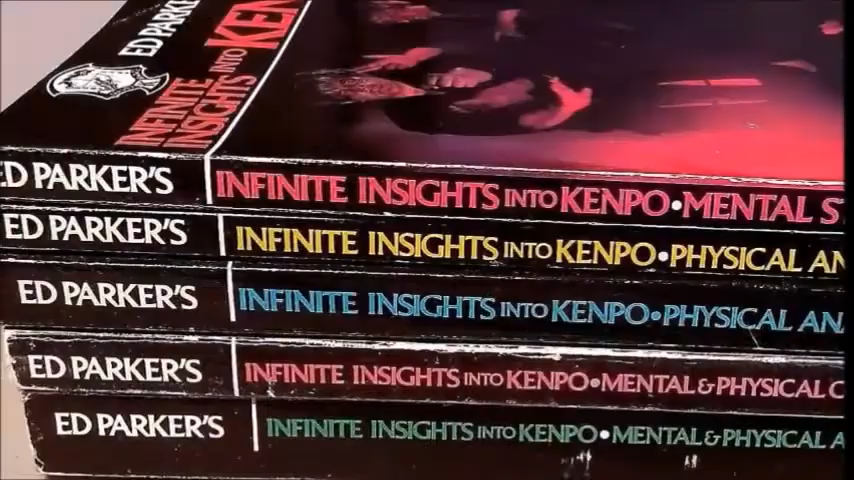 ED PARKE
INFINITE
INSIGHTS INTO
KEN
ED PARKER'S INFINITE INSIGHTS INTO KENPO • MENTAL S
ED PARKER'S INFINITE INSIGHTS INTO KENPO • PHYSICAL AN
ED PARKER'S INFINITE INSIGHTS INTO KENPO • PHYSICAL AN
ED PARKER'S INFINITE INSIGHTS INTO KENPO • MENTAL & PHYSICAL C
ED PARKER'S INFINITE INSIGHTS INTO KENPO • MENTAL & PHYSICAL A